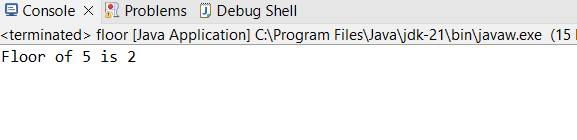 Console Problems Debug Shell
<terminated> floor [Java Application] C:\Program Files\Java\jdk-21\bin\javaw.exe (15
Floor of 5 is 2